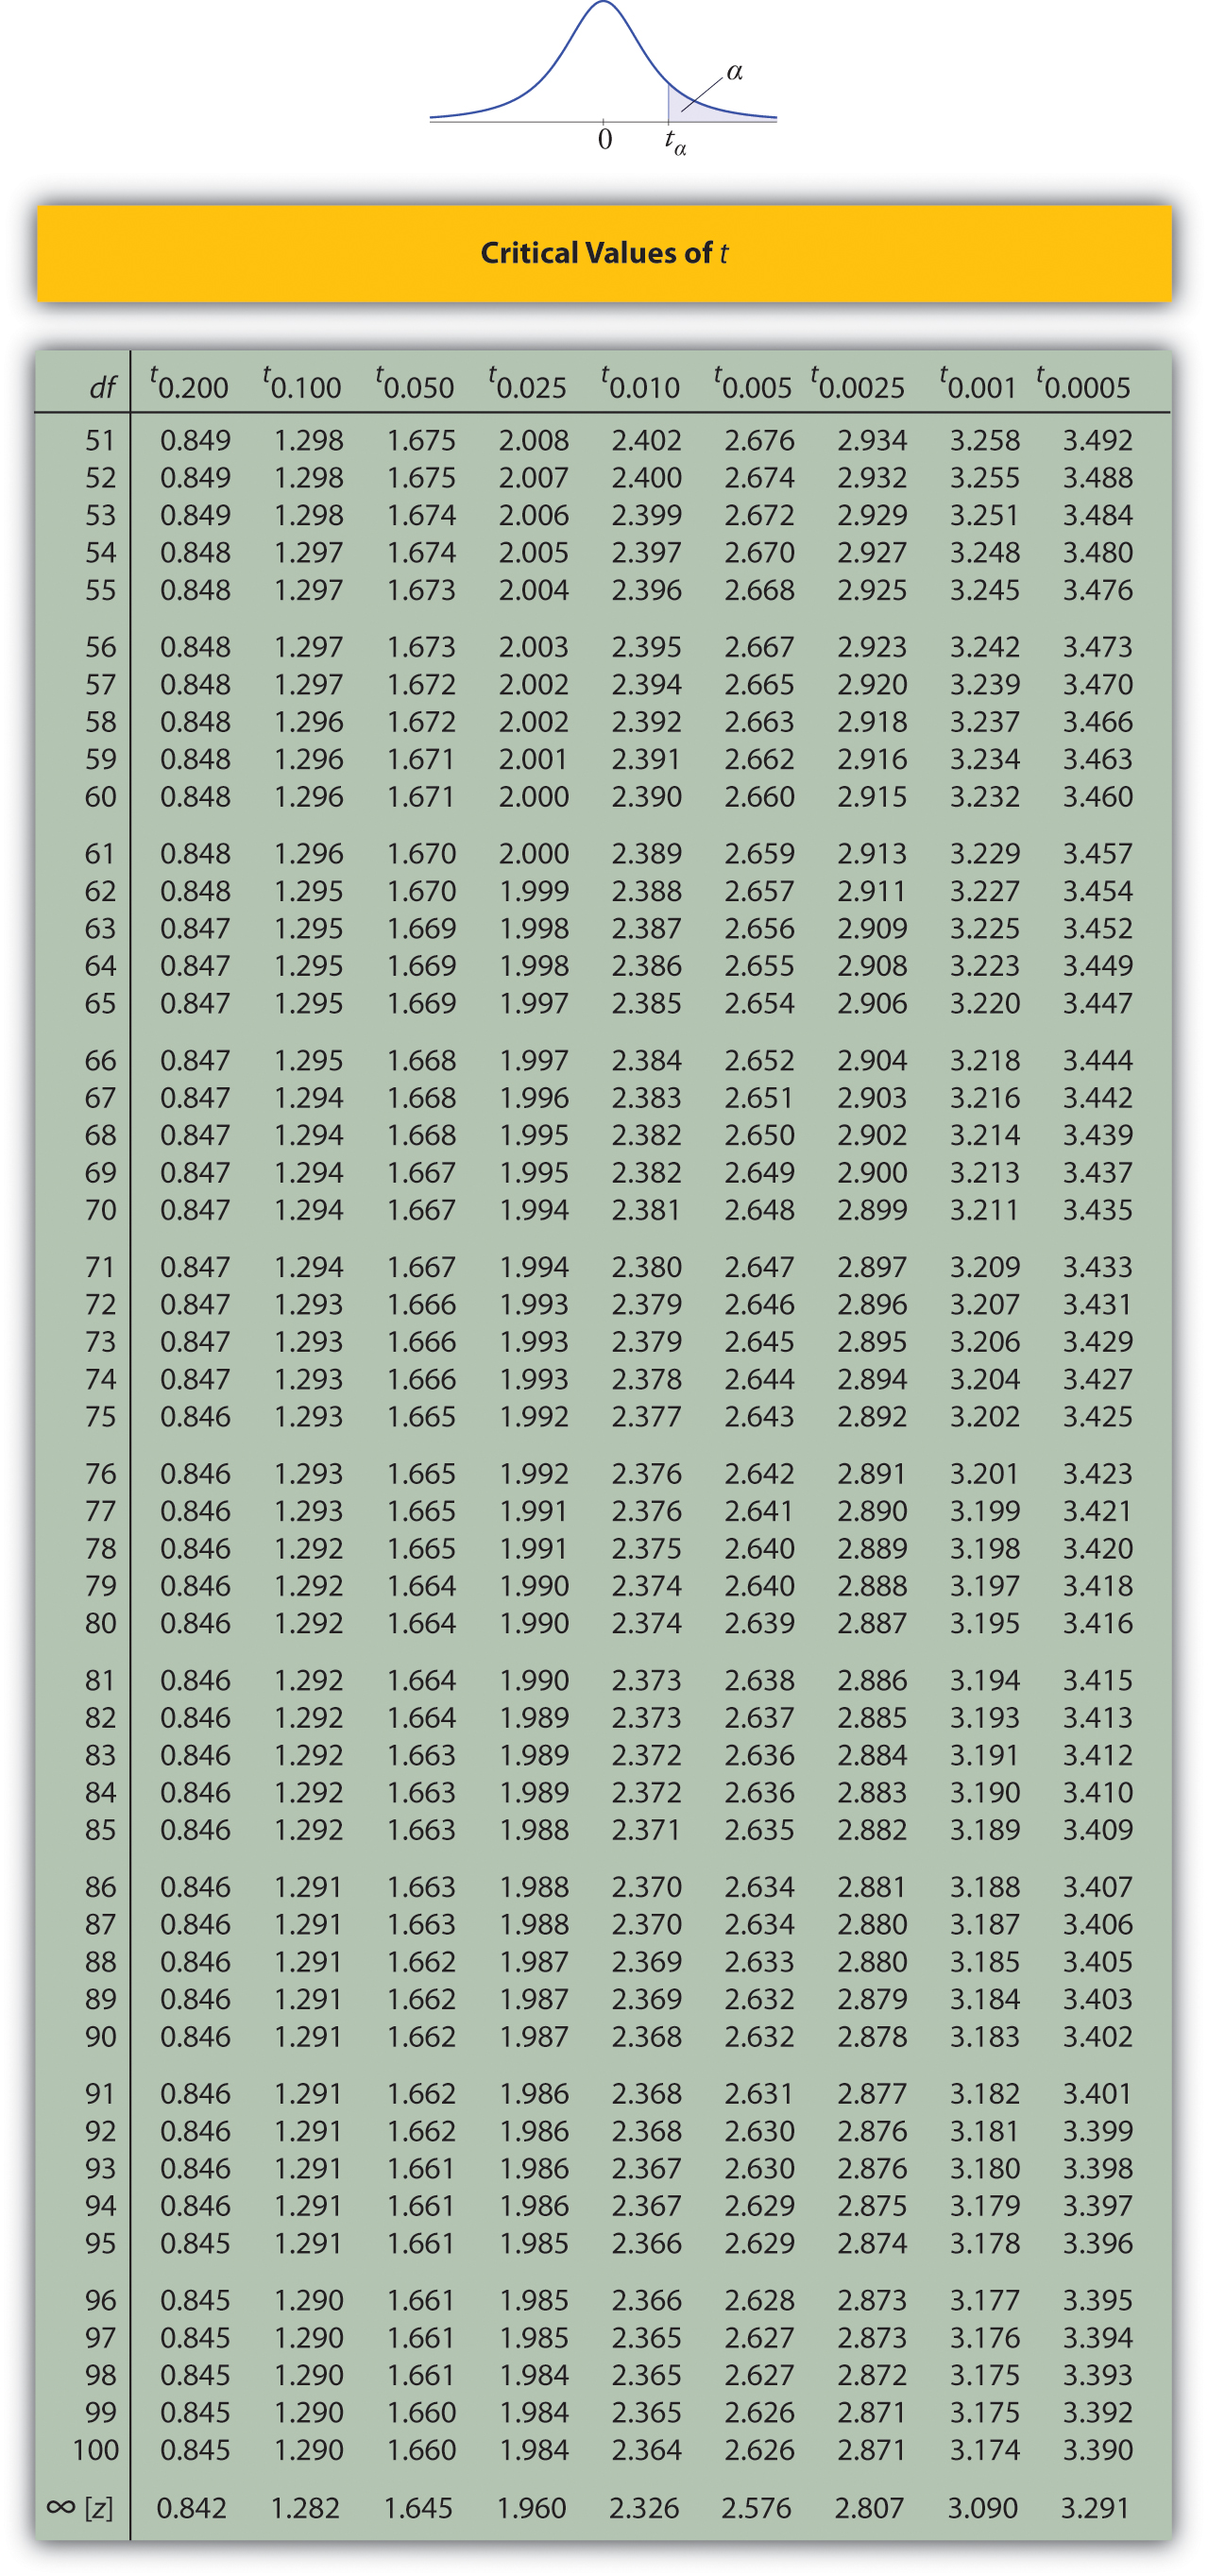 α
0 tα
Critical Values of t
df t0.200 t0.100 t0.050 t0.025 t0.010 t0.005 t0.0025 t0.001 t0.0005
51 0.849 1.298 1.675 2.008 2.402 2.676 2.934 3.258 3.492
52 0.849 1.298 1.675 2.007 2.400 2.674 2.932 3.255 3.488
53 0.849 1.298 1.674 2.006 2.399 2.672 2.929 3.251 3.484
54 0.848 1.297 1.674 2.005 2.397 2.670 2.927 3.248 3.480
55 0.848 1.297 1.673 2.004 2.396 2.668 2.925 3.245 3.476
56 0.848 1.297 1.673 2.003 2.395 2.667 2.923 3.242 3.473
57 0.848 1.297 1.672 2.002 2.394 2.665 2.920 3.239 3.470
58 0.848 1.296 1.672 2.002 2.392 2.663 2.918 3.237 3.466
59 0.848 1.296 1.671 2.001 2.391 2.662 2.916 3.234 3.463
60 0.848 1.296 1.671 2.000 2.390 2.660 2.915 3.232 3.460
61 0.848 1.296 1.670 2.000 2.389 2.659 2.913 3.229 3.457
62 0.848 1.295 1.670 1.999 2.388 2.657 2.911 3.227 3.454
63 0.847 1.295 1.669 1.998 2.387 2.656 2.909 3.225 3.452
64 0.847 1.295 1.669 1.998 2.386 2.655 2.908 3.223 3.449
65 0.847 1.295 1.669 1.997 2.385 2.654 2.906 3.220 3.447
66 0.847 1.295 1.668 1.997 2.384 2.652 2.904 3.218 3.444
67 0.847 1.294 1.668 1.996 2.383 2.651 2.903 3.216 3.442
68 0.847 1.294 1.668 1.995 2.382 2.650 2.902 3.214 3.439
69 0.847 1.294 1.667 1.995 2.382 2.649 2.900 3.213 3.437
70 0.847 1.294 1.667 1.994 2.381 2.648 2.899 3.211 3.435
71 0.847 1.294 1.667 1.994 2.380 2.647 2.897 3.209 3.433
72 0.847 1.293 1.666 1.993 2.379 2.646 2.896 3.207 3.431
73 0.847 1.293 1.666 1.993 2.379 2.645 2.895 3.206 3.429
74 0.847 1.293 1.666 1.993 2.378 2.644 2.894 3.204 3.427
75 0.846 1.293 1.665 1.992 2.377 2.643 2.892 3.202 3.425
76 0.846 1.293 1.665 1.992 2.376 2.642 2.891 3.201 3.423
77 0.846 1.293 1.665 1.991 2.376 2.641 2.890 3.199 3.421
78 0.846 1.292 1.665 1.991 2.375 2.640 2.889 3.198 3.420
79 0.846 1.292 1.664 1.990 2.374 2.640 2.888 3.197 3.418
80 0.846 1.292 1.664 1.990 2.374 2.639 2.887 3.195 3.416
81 0.846 1.292 1.664 1.990 2.373 2.638 2.886 3.194 3.415
82 0.846 1.292 1.664 1.989 2.373 2.637 2.885 3.193 3.413
83 0.846 1.292 1.663 1.989 2.372 2.636 2.884 3.191 3.412
84 0.846 1.292 1.663 1.989 2.372 2.636 2.883 3.190 3.410
85 0.846 1.292 1.663 1.988 2.371 2.635 2.882 3.189 3.409
86 0.846 1.291 1.663 1.988 2.370 2.634 2.881 3.188 3.407
87 0.846 1.291 1.663 1.988 2.370 2.634 2.880 3.187 3.406
88 0.846 1.291 1.662 1.987 2.369 2.633 2.880 3.185 3.405
89 0.846 1.291 1.662 1.987 2.369 2.632 2.879 3.184 3.403
90 0.846 1.291 1.662 1.987 2.368 2.632 2.878 3.183 3.402
91 0.846 1.291 1.662 1.986 2.368 2.631 2.877 3.182 3.401
92 0.846 1.291 1.662 1.986 2.368 2.630 2.876 3.181 3.399
93 0.846 1.291 1.661 1.986 2.367 2.630 2.876 3.180 3.398
94 0.846 1.291 1.661 1.986 2.367 2.629 2.875 3.179 3.397
95 0.845 1.291 1.661 1.985 2.366 2.629 2.874 3.178 3.396
96 0.845 1.290 1.661 1.985 2.366 2.628 2.873 3.177 3.395
97 0.845 1.290 1.661 1.985 2.365 2.627 2.873 3.176 3.394
98 0.845 1.290 1.661 1.984 2.365 2.627 2.872 3.175 3.393
99 0.845 1.290 1.660 1.984 2.365 2.626 2.871 3.175 3.392
100 0.845 1.290 1.660 1.984 2.364 2.626 2.871 3.174 3.390
∞ [z] 0.842 1.282 1.645 1.960 2.326 2.576 2.807 3.090 3.291